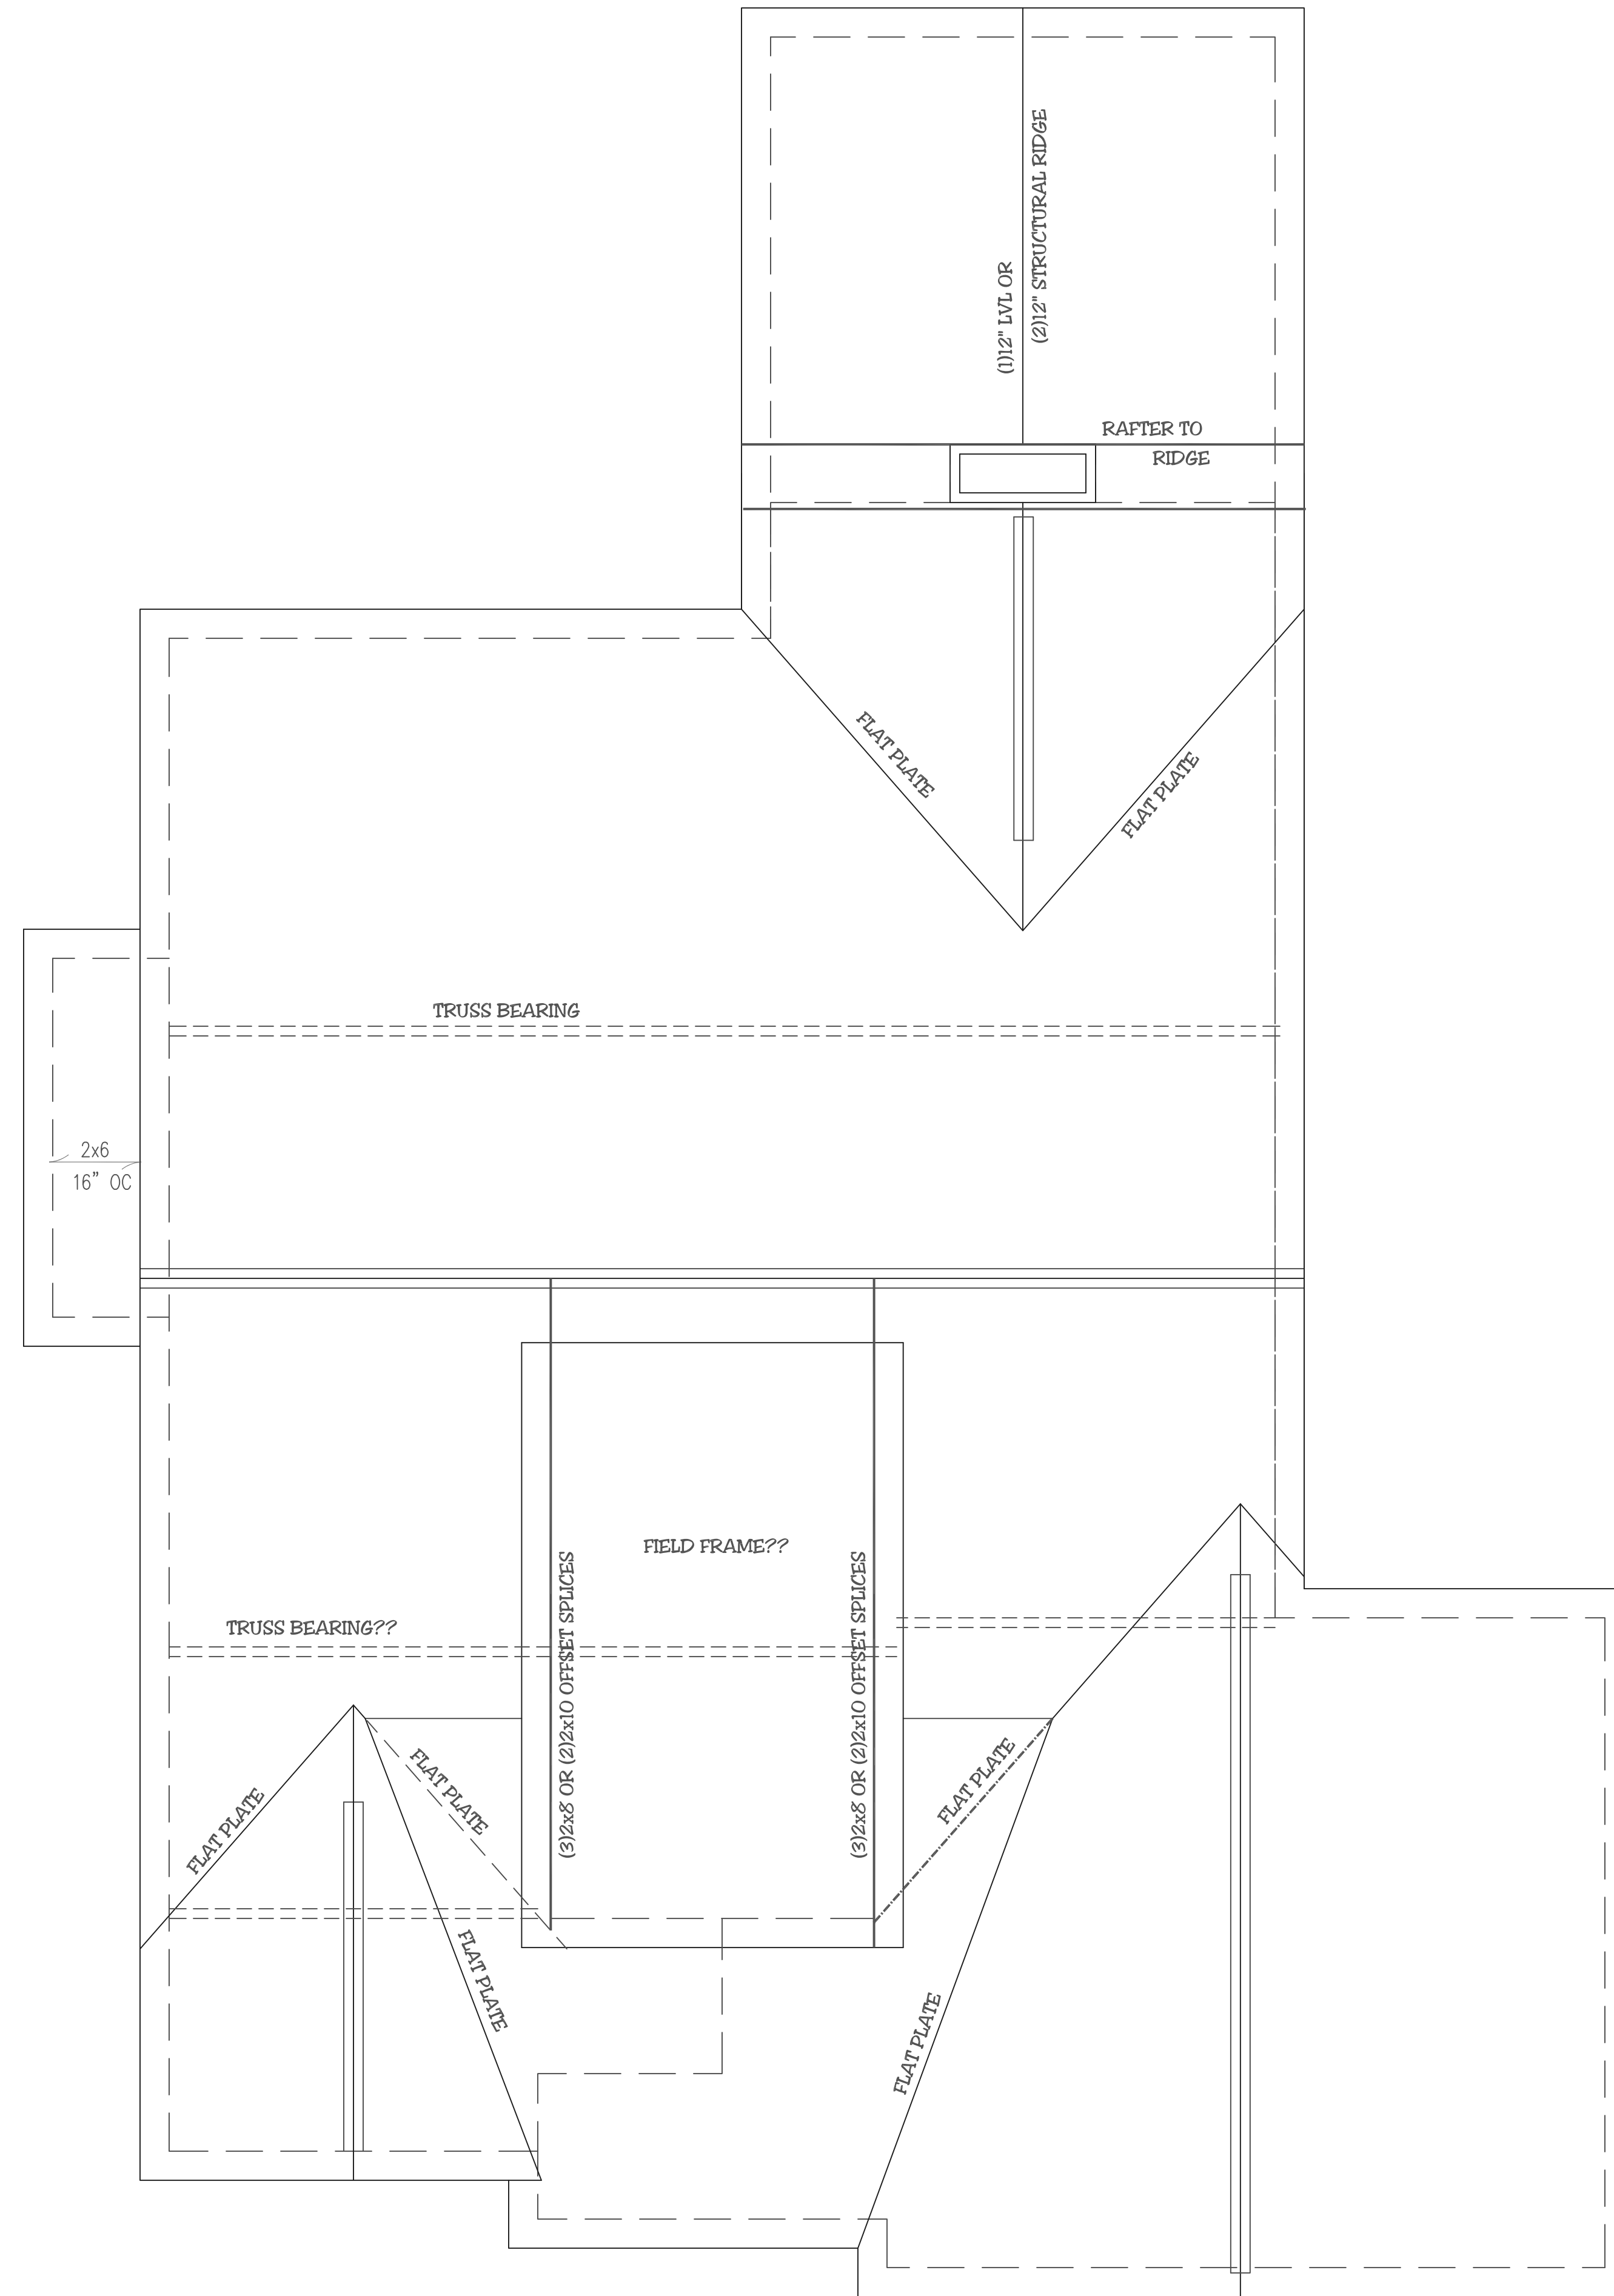 (1)12" LVL OR
(2)12" STRUCTURAL RIDGE
RAFTER TO
RIDGE
FLAT PLATE
FLAT PLATE
TRUSS BEARING
2x6
16" OC
FIELD FRAME??
(3)2x8 OR (2)2x10 OFFSET SPLICES
(3)2x8 OR (2)2x10 OFFSET SPLICES
TRUSS BEARING??
FLAT PLATE
FLAT PLATE
FLAT PLATE
FLAT PLATE
FLAT PLATE